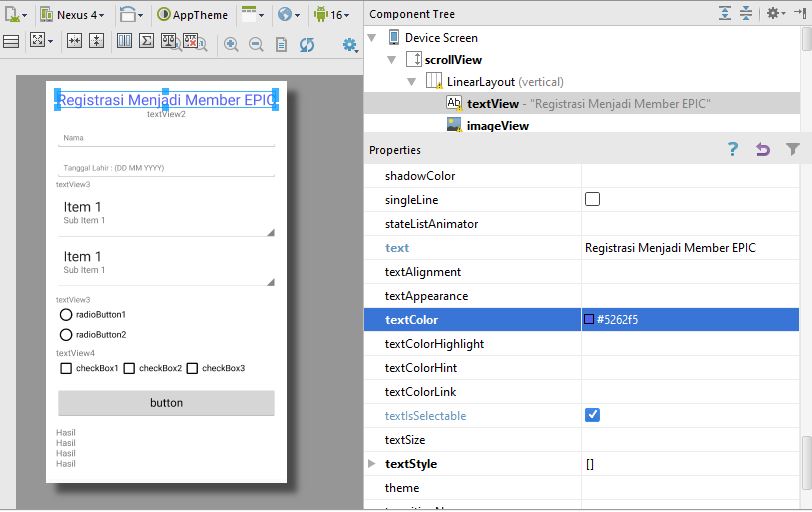 Nexus 4
AppTheme
16
Component Tree
Device Screen
scrollView
LinearLayout (vertical)
Ab textView - "Registrasi Menjadi Member EPIC"
imageView
Registrasi Menjadi Member EPIC
textView2
Nama
Tanggal Lahir : (DD MM YYYY)
textView3
Item 1
Sub Item 1
Item 1
Sub Item 1
textView3
radioButton1
radioButton2
textView4
checkBox1 checkBox2 checkBox3
button
Hasil
Hasil
Hasil
Hasil
Properties
?
shadowColor
singleLine
stateListAnimator
text Registrasi Menjadi Member EPIC
textAlignment
textAppearance
textColor #5262f5
textColorHighlight
textColorHint
textColorLink
textIsSelectable
textSize
textStyle []
theme